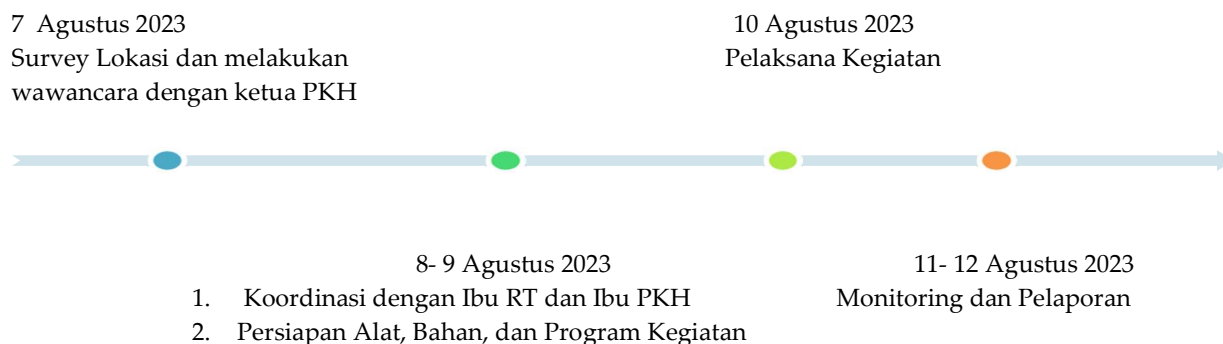 7 Agustus 2023
Survey Lokasi dan melakukan
wawancara dengan ketua PKH
10 Agustus 2023
Pelaksana Kegiatan
8- 9 Agustus 2023
1. Koordinasi dengan Ibu RT dan Ibu PKH
2. Persiapan Alat, Bahan, dan Program Kegiatan
11- 12 Agustus 2023
Monitoring dan Pelaporan